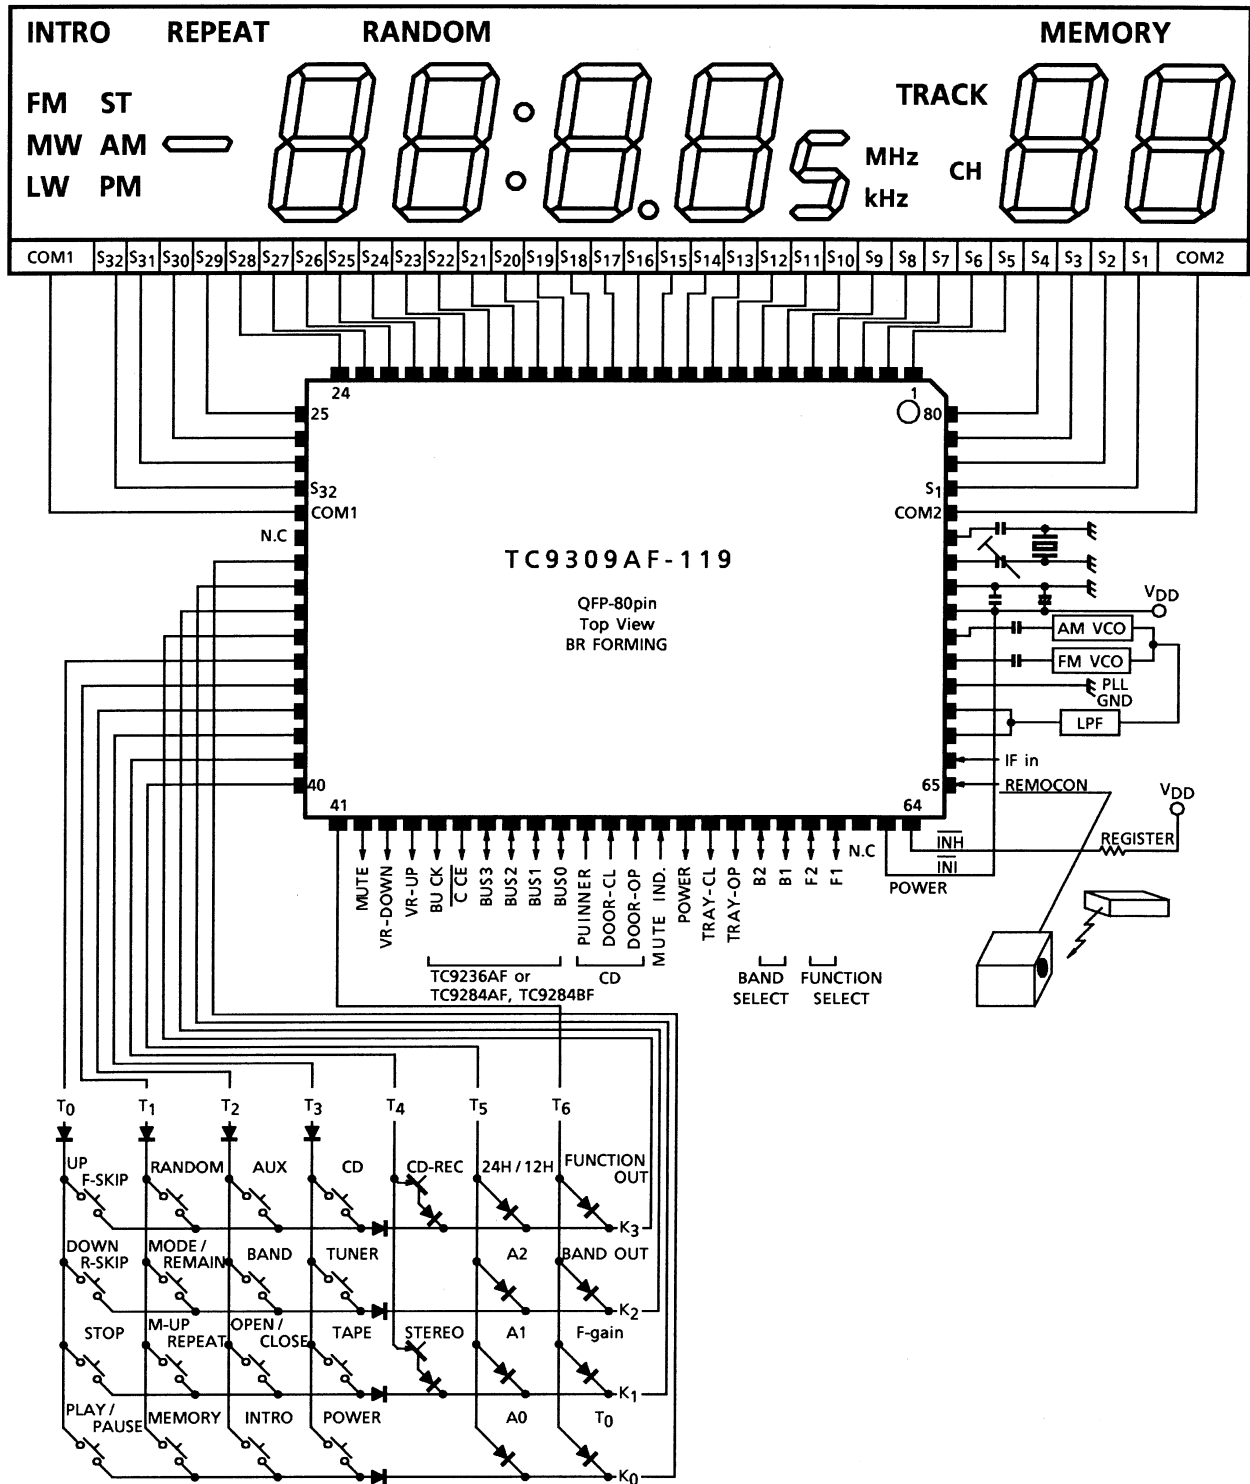 INTRO REPEAT RANDOM MEMORY
FM ST TRACK
MW AM MHz CH
LW PM kHz
COM1 S32 S31 S30 S29 S28 S27 S26 S25 S24 S23 S22 S21 S20 S19 S18 S17 S16 S15 S14 S13 S12 S11 S10 S9 S8 S7 S6 S5 S4 S3 S2 S1 COM2
24 1
25 80
S32 S1
COM1 COM2
N.C
TC9309AF-119
QFP-80pin
Top View
BR FORMING
VDD
AM VCO
FM VCO
PLL
GND
LPF
IF in
40 65 REMOCON
41 64
VDD
N.C
INH REGISTER
INI
POWER
MUTE
VR-DOWN
VR-UP
BU CK
C CE
BUS3
BUS2
BUS1
BUS0
PUINNER
DOOR-CL
DOOR-OP
MUTE IND.
POWER
TRAY-CL
TRAY-OP
B2
B1
F2
F1
TC9236AF or
TC9284AF, TC9284BF
CD
BAND
SELECT
FUNCTION
SELECT
T0 T1 T2 T3 T4 T5 T6
UP
F-SKIP
RANDOM AUX CD CD-REC 24H / 12H
FUNCTION
OUT
K3
DOWN
R-SKIP
MODE /
REMAIN
BAND TUNER A2 BAND OUT
K2
STOP
M-UP
REPEAT
OPEN /
CLOSE
TAPE STEREO A1 F-gain
K1
PLAY /
PAUSE
MEMORY INTRO POWER A0 T0
K0